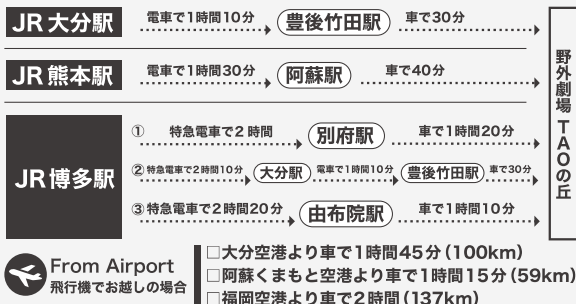 JR大分駅 電車で1時間10分 豊後竹田駅 車で30分
JR熊本駅 電車で1時間30分 阿蘇駅 車で40分
JR博多駅
① 特急電車で2時間 別府駅 車で1時間20分
② 特急電車で2時間10分 大分駅 電車で1時間10分 豊後竹田駅 車で30分
③ 特急電車で2時間20分 由布院駅 車で1時間10分
野外劇場 TAOの丘
From Airport
飛行機でお越しの場合
□大分空港より車で1時間45分(100km)
□阿蘇くまもと空港より車で1時間15分(59km)
□福岡空港より車で2時間(137km)